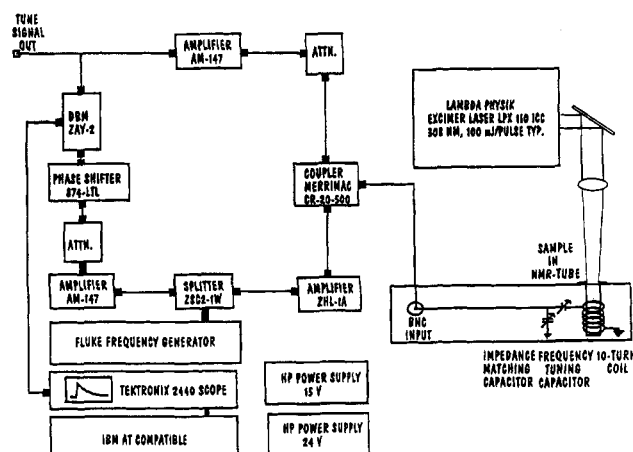 TUNE
SIGNAL
OUT
AMPLIFIER
AM-147
ATTN.
DBM
ZAY-2
PHASE SHIFTER
874-LTL
ATTN.
AMPLIFIER
AM-147
SPLITTER
ZSC2-1W
AMPLIFIER
ZHL-1A
COUPLER
MERRIMAC
CR-20-500
LAMBDA PHYSIK
EXCIMER LASER LPX 110 ICC
308 NM, 100 mJ/PULSE TYP.
SAMPLE
IN
NMR-TUBE
BNC
INPUT
IMPEDANCE FREQUENCY 10-TURN
MATCHING TUNING COIL
CAPACITOR CAPACITOR
FLUKE FREQUENCY GENERATOR
TEKTRONIX 2440 SCOPE
IBM AT COMPATIBLE
HP POWER SUPPLY
15 V
HP POWER SUPPLY
24 V